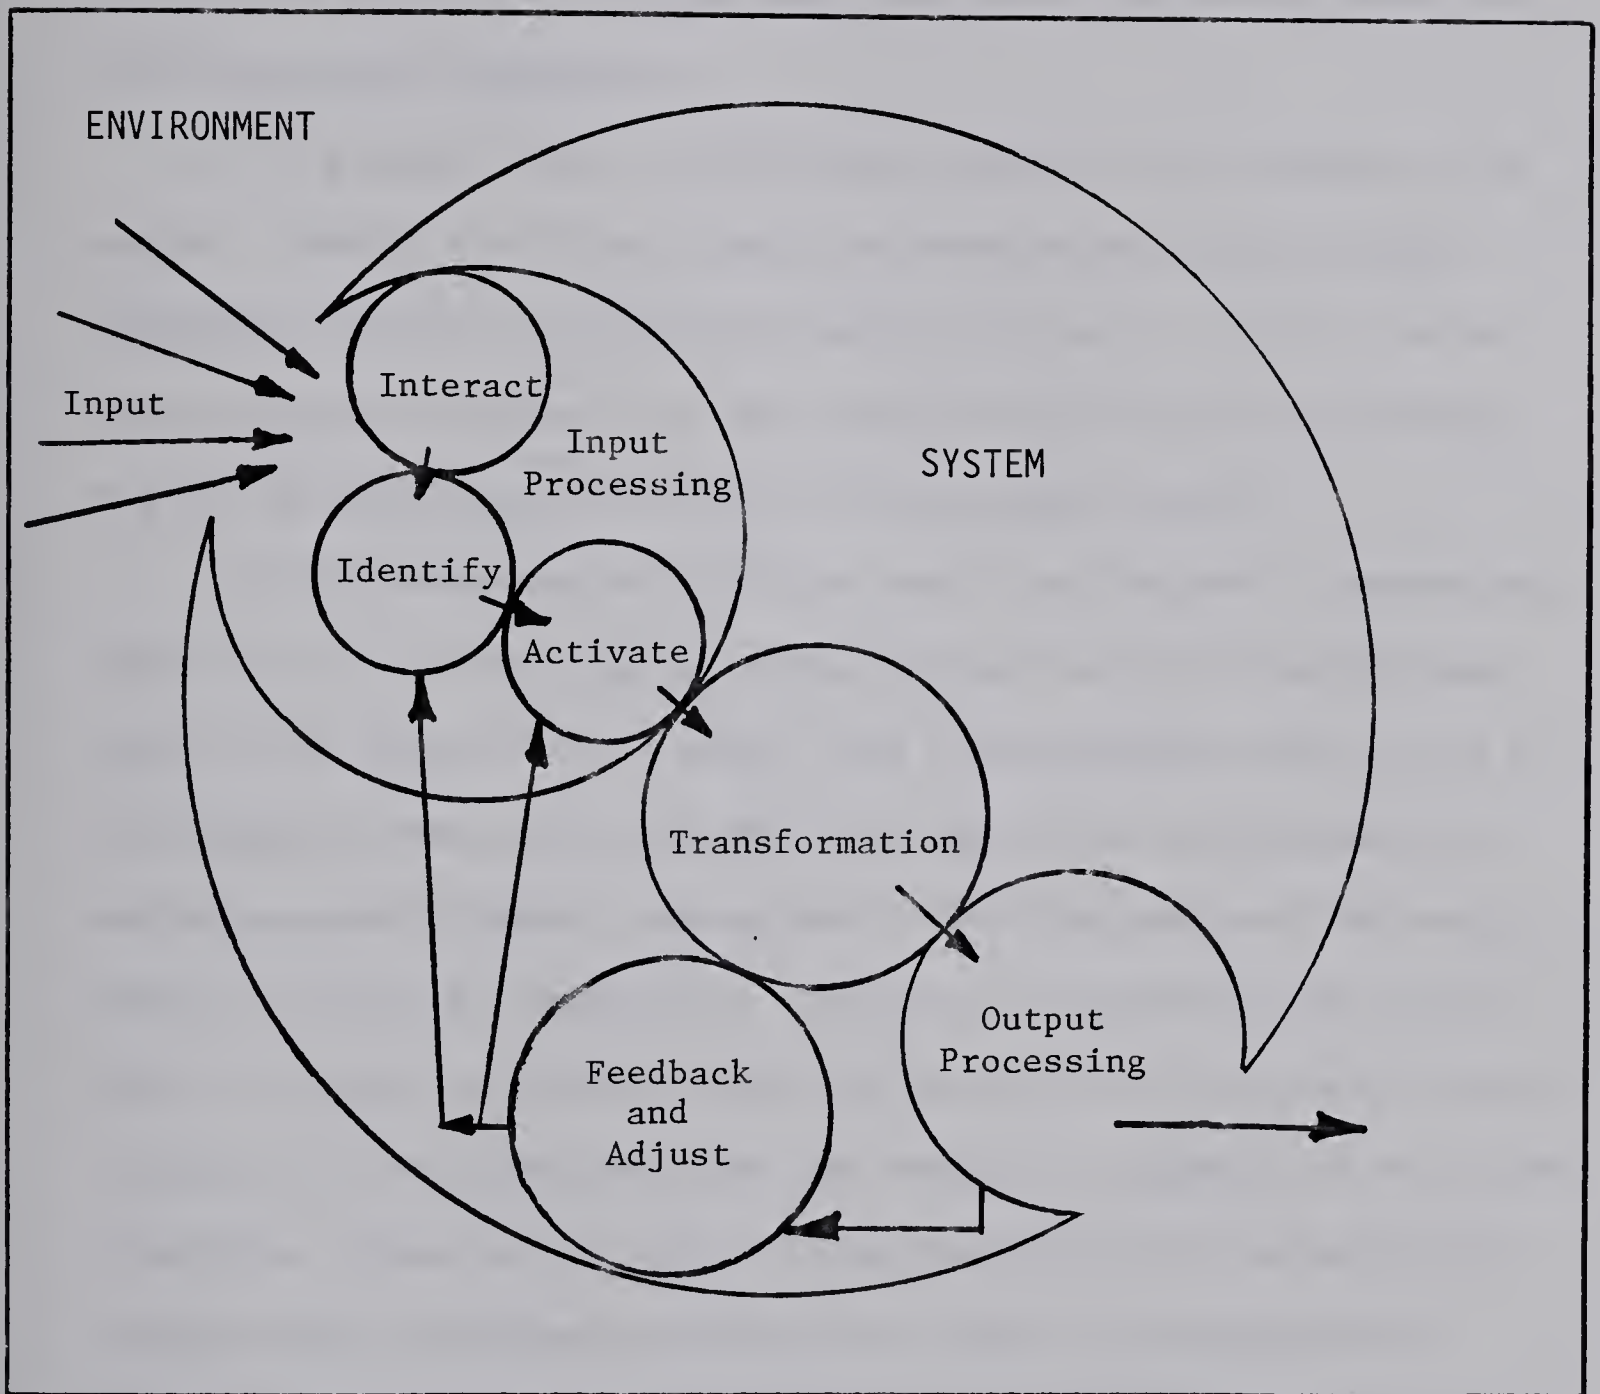 ENVIRONMENT
Input
Interact
Input
Processing
SYSTEM
Identify
Activate
Transformation
Output
Processing
Feedback
and
Adjust